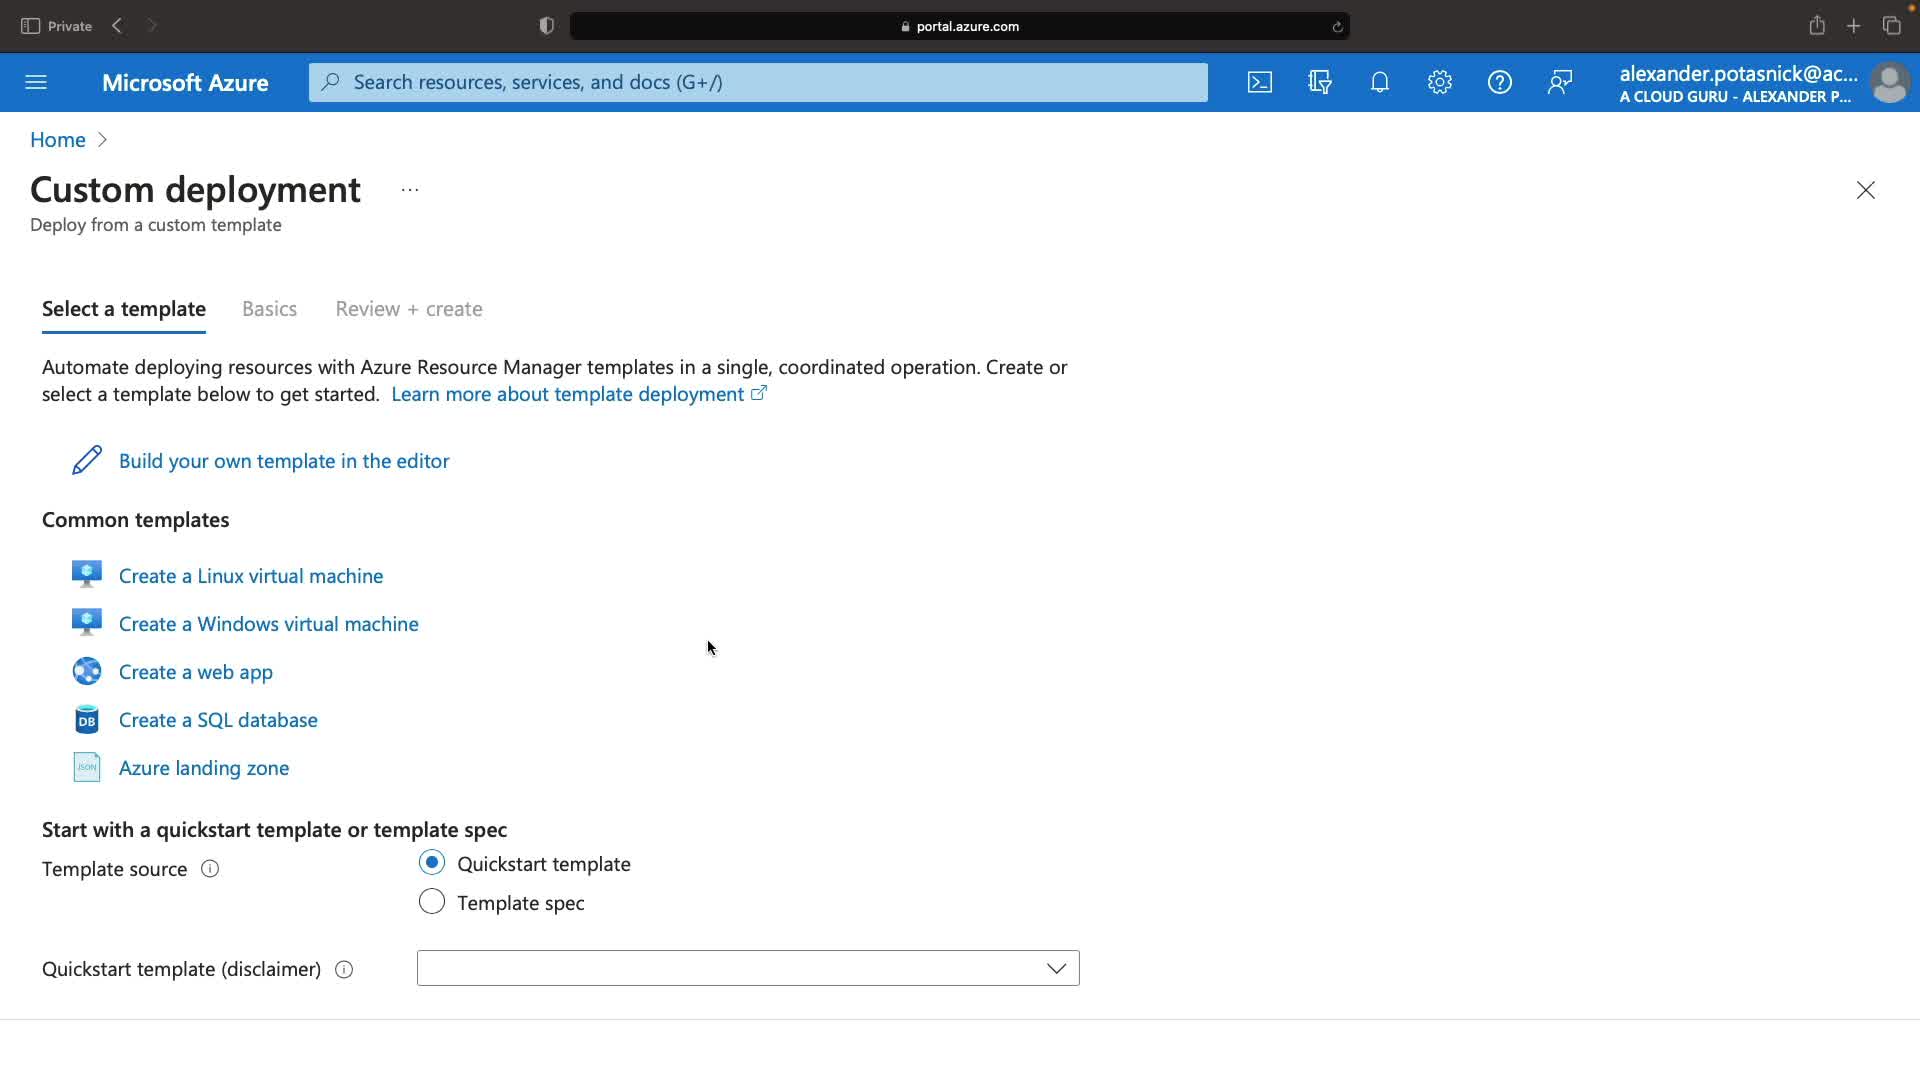 Private
portal.azure.com
Microsoft Azure
Search resources, services, and docs (G+/)
alexander.potasnick@ac...
A CLOUD GURU - ALEXANDER P...
Home
Custom deployment
...
Deploy from a custom template
Select a template
Basics
Review + create
Automate deploying resources with Azure Resource Manager templates in a single, coordinated operation. Create or
select a template below to get started. Learn more about template deployment
Build your own template in the editor
Common templates
Create a Linux virtual machine
Create a Windows virtual machine
Create a web app
DB
Create a SQL database
JSON
Azure landing zone
Start with a quickstart template or template spec
Template source
Quickstart template
Template spec
Quickstart template (disclaimer)